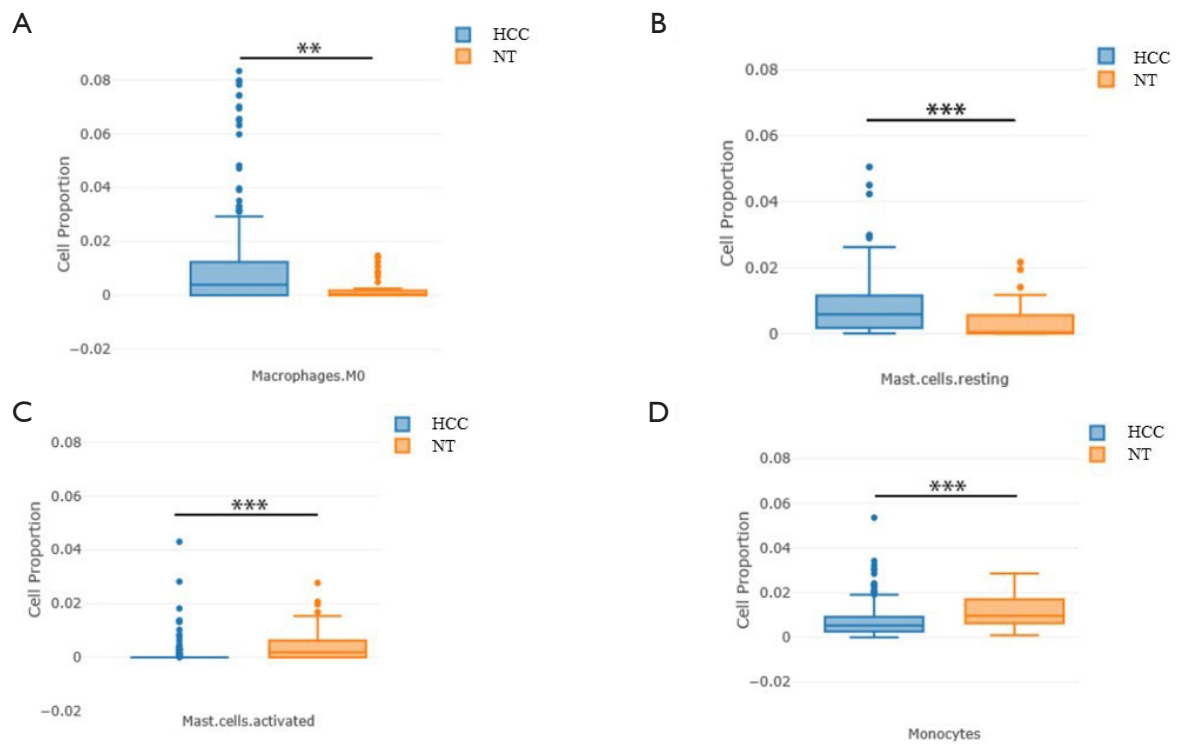 A
**
HCC
NT
0.08
0.06
0.04
0.02
0
−0.02
Cell Proportion
Macrophages.M0
B
***
HCC
NT
0.08
0.06
0.04
0.02
0
Cell Proportion
Mast.cells.resting
C
***
HCC
NT
0.08
0.06
0.04
0.02
0
−0.02
Cell Proportion
Mast.cells.activated
D
***
HCC
NT
0.08
0.06
0.04
0.02
0
−0.02
Cell Proportion
Monocytes